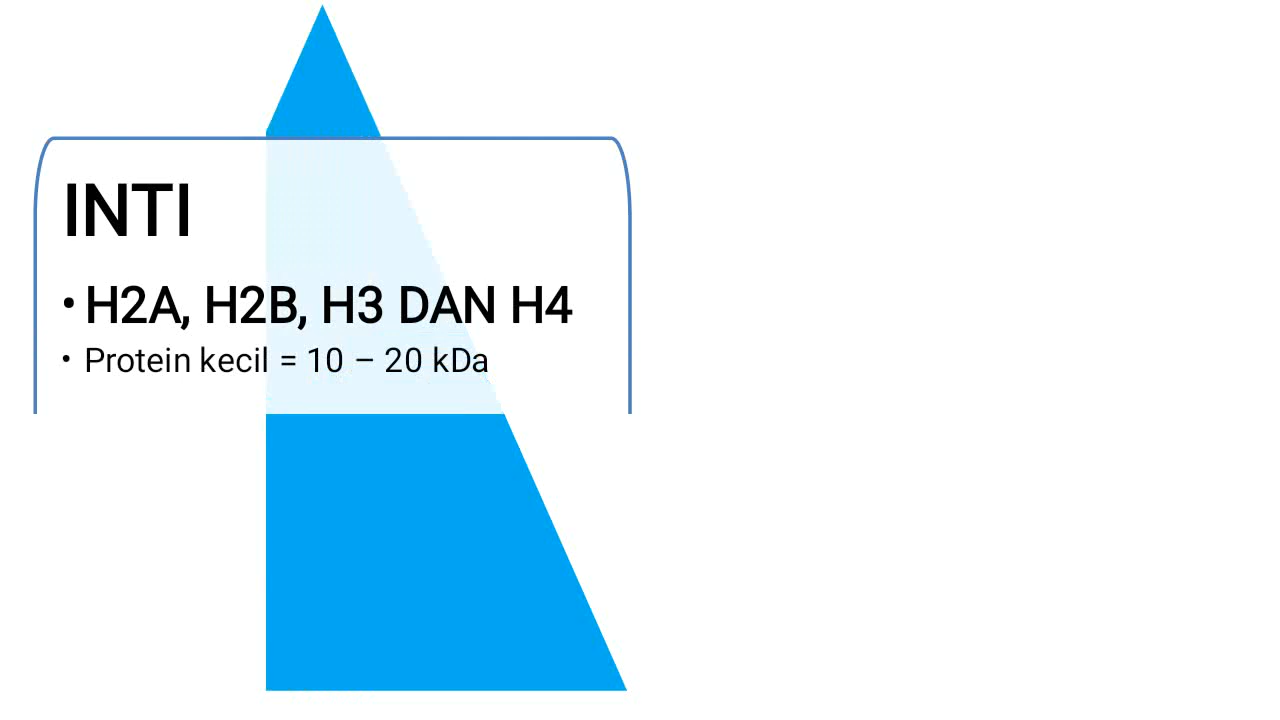 INTI
• H2A, H2B, H3 DAN H4
• Protein kecil = 10 – 20 kDa